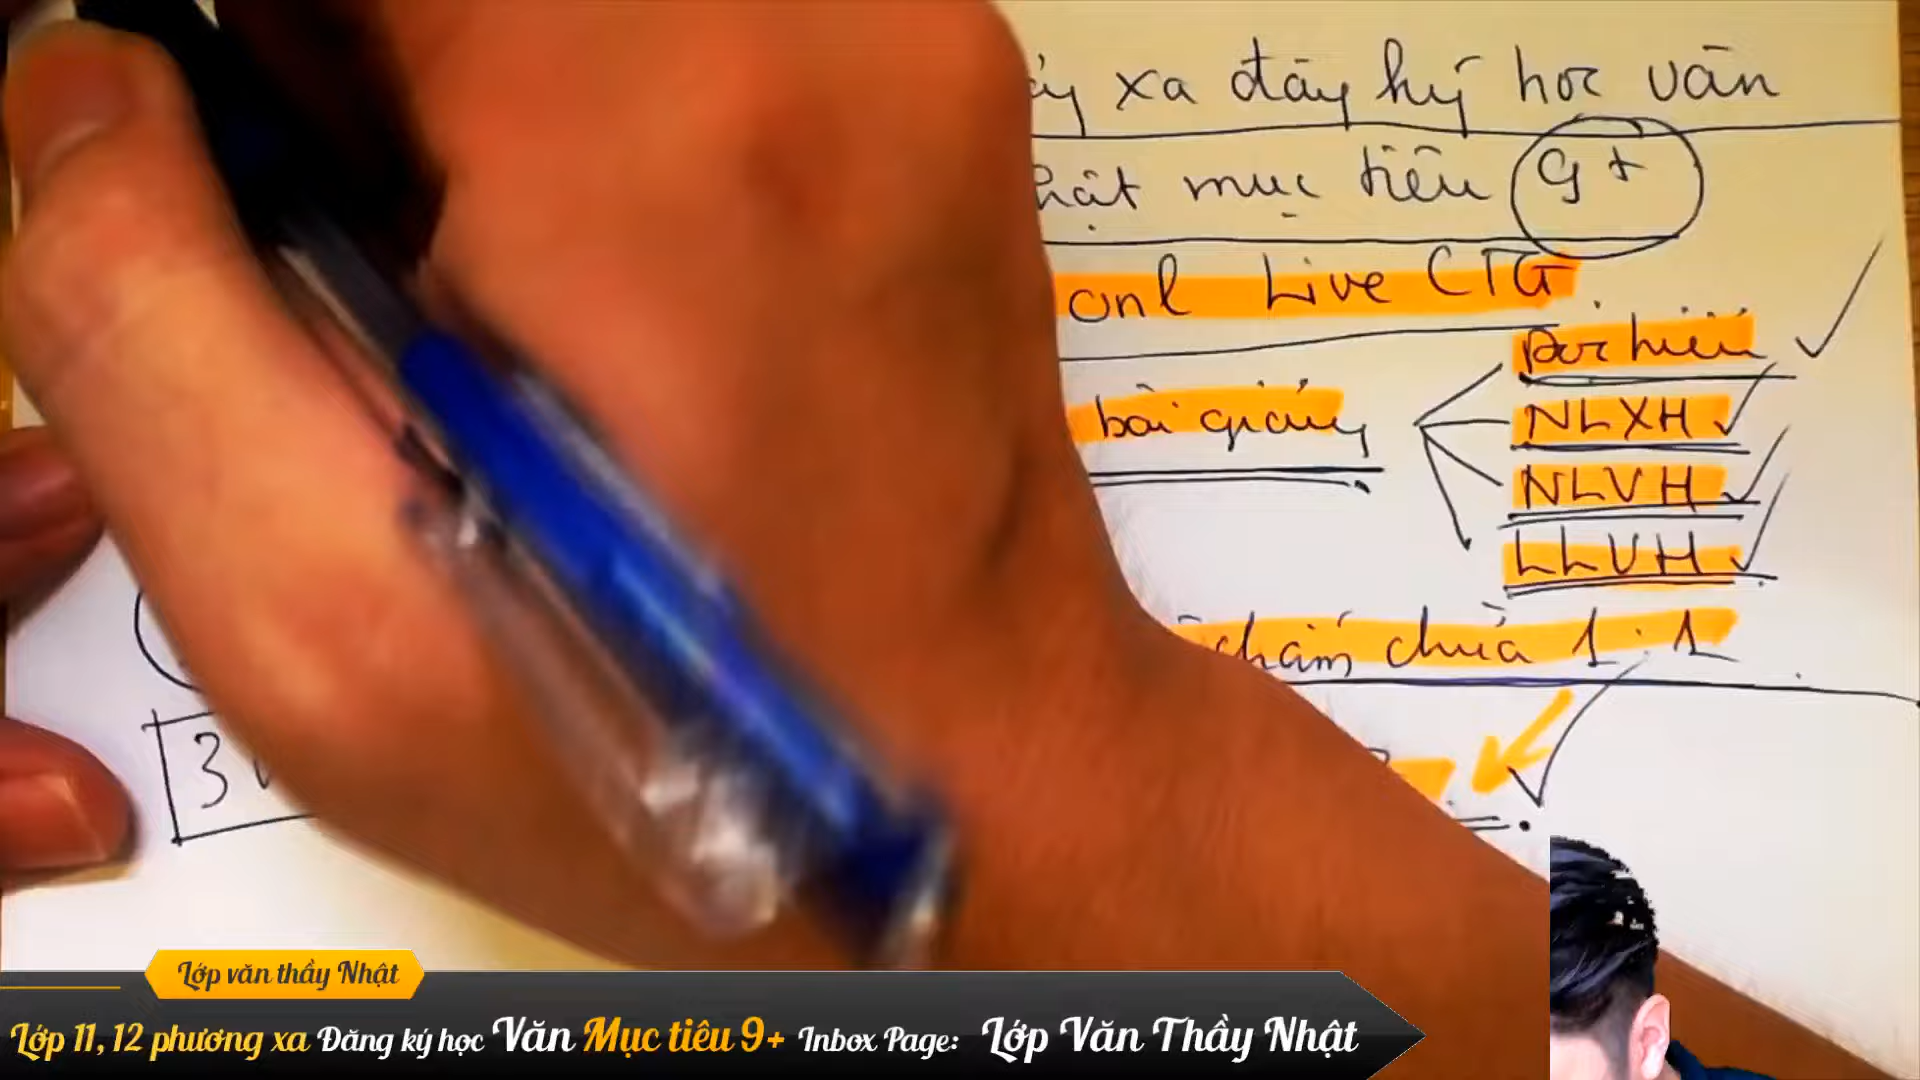 xa đăng ký học văn
mục tiêu 9+
onl Live CTG
Đọc hiểu
bài giảng
NLXH
NLVH
LLVH
chấm chữa 1:1
3
Lớp văn thầy Nhật
Lớp 11, 12 phương xa Đăng ký học Văn Mục tiêu 9+ Inbox Page: Lớp Văn Thầy Nhật